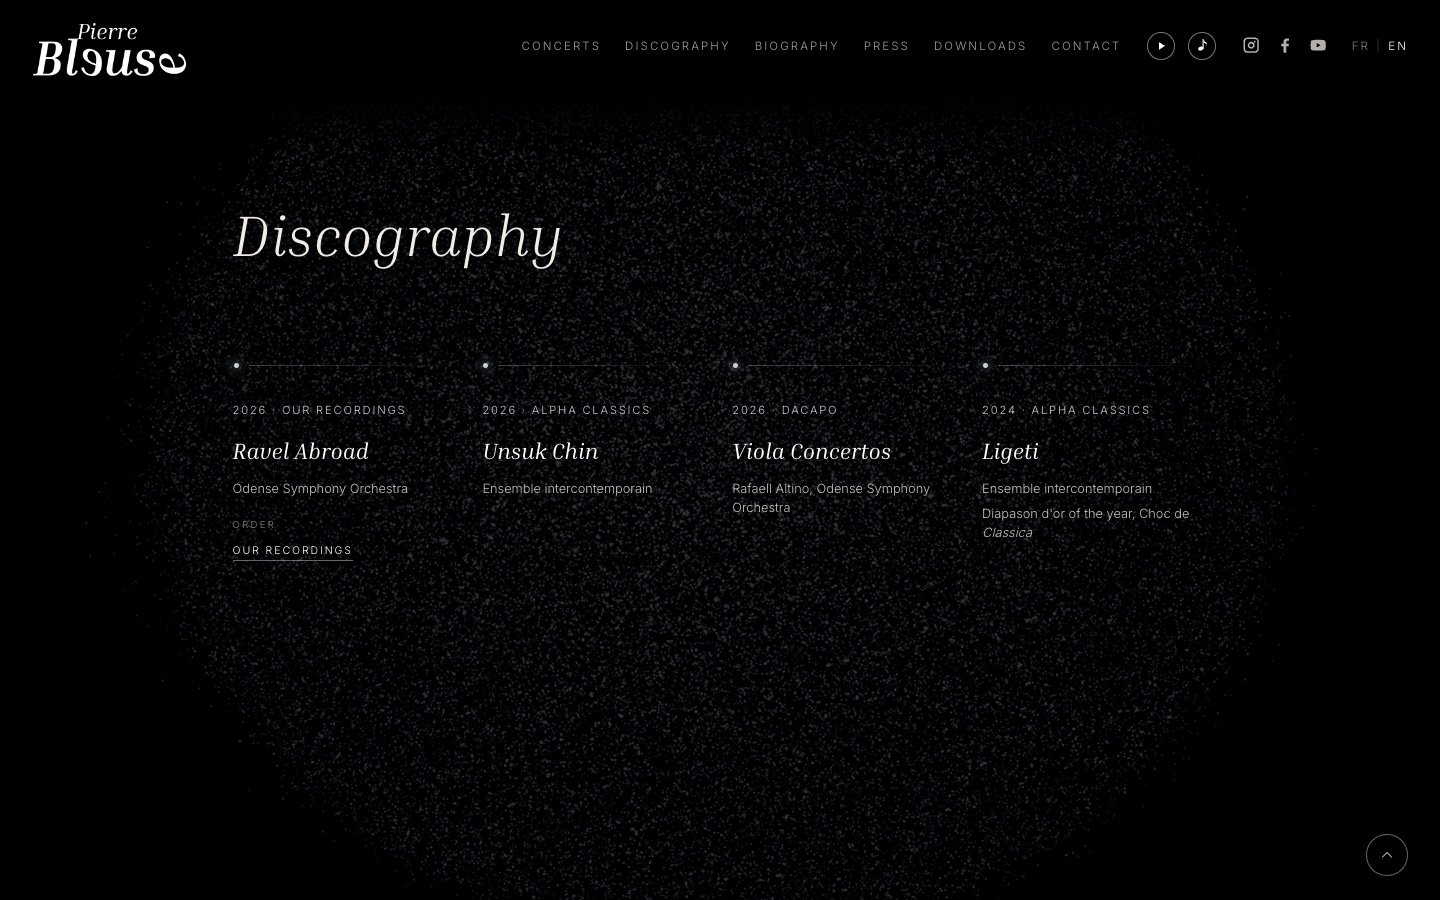 Pierre
Bleuse
CONCERTS DISCOGRAPHY BIOGRAPHY PRESS DOWNLOADS CONTACT FR | EN
Discography
2026 · OUR RECORDINGS
Ravel Abroad
Odense Symphony Orchestra
ORDER
OUR RECORDINGS
2026 · ALPHA CLASSICS
Unsuk Chin
Ensemble intercontemporain
2026 · DACAPO
Viola Concertos
Rafaell Altino, Odense Symphony
Orchestra
2024 · ALPHA CLASSICS
Ligeti
Ensemble intercontemporain
Diapason d'or of the year, Choc de
Classica